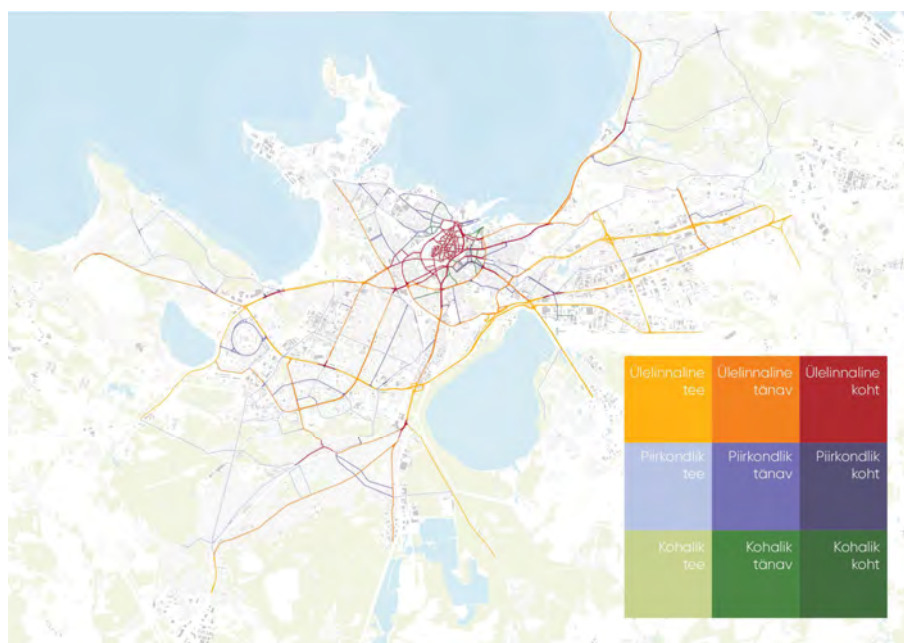 Ülelinnaline
tee
Ülelinnaline
tänav
Ülelinnaline
koht
Piirkondlik
tee
Piirkondlik
tänav
Piirkondlik
koht
Kohalik
tee
Kohalik
tänav
Kohalik
koht